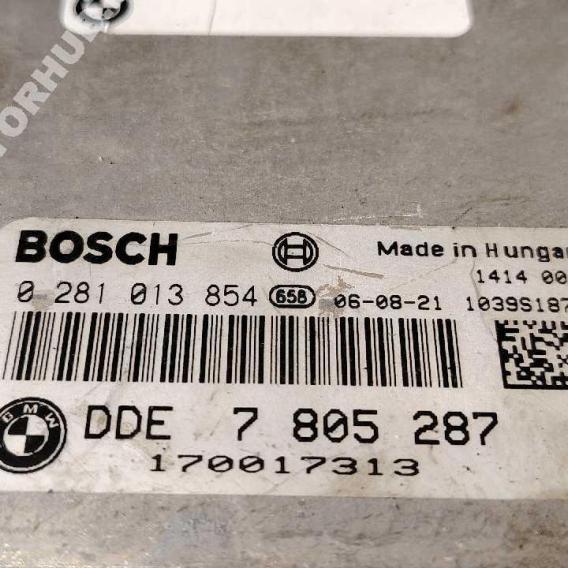 BOSCH
Made in Hunga
1414 00
0 281 013 854 658 06-08-21 1039S187
DDE 7 805 287
170017313